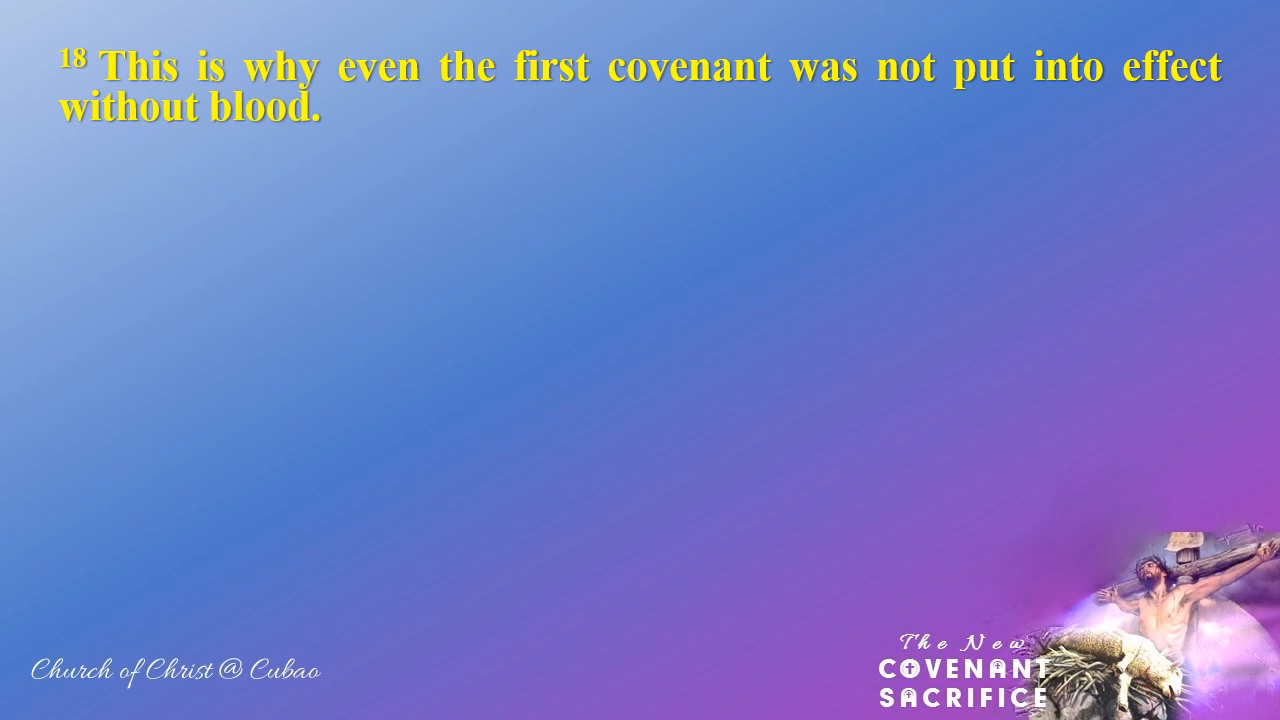 18 This is why even the first covenant was not put into effect
without blood.
Church of Christ @ Cubao
The New
COVENANT
SACRIFICE